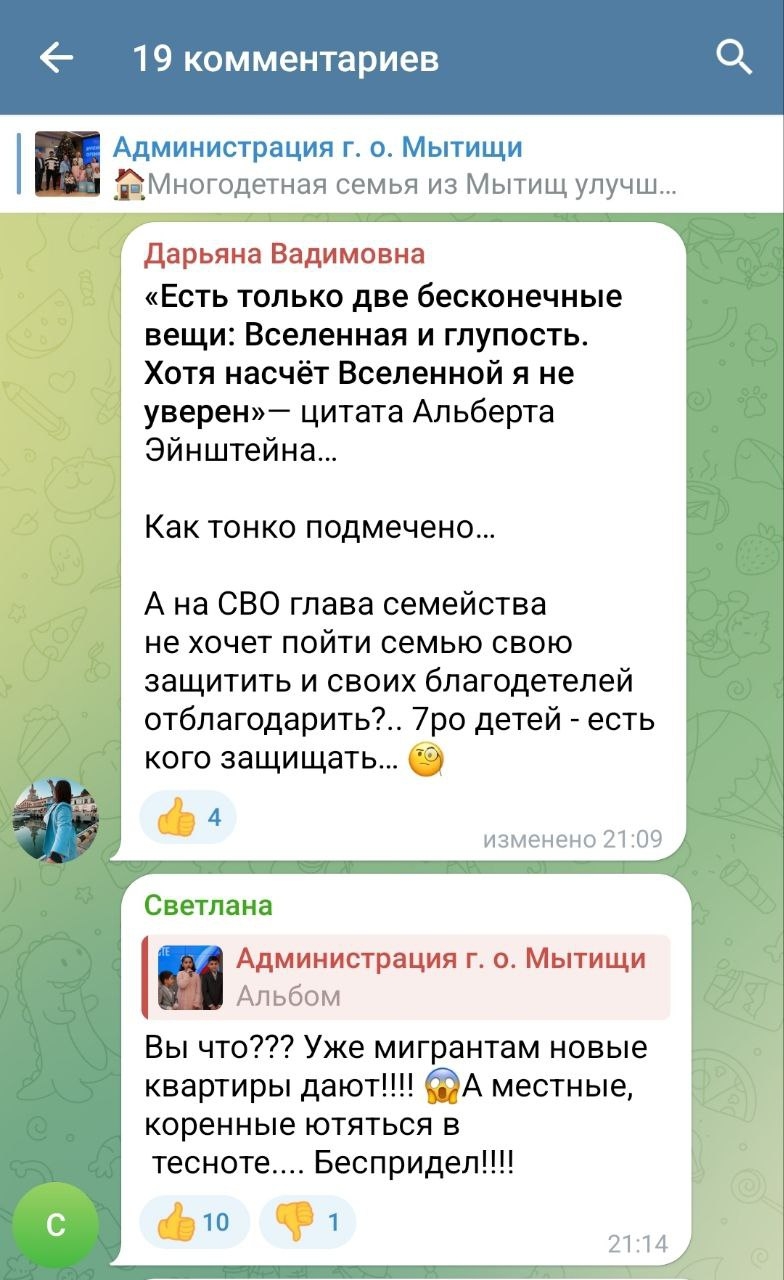 19 комментариев
Администрация г. о. Мытищи
🏠Многодетная семья из Мытищ улучш...
Дарьяна Вадимовна
«Есть только две бесконечные
вещи: Вселенная и глупость.
Хотя насчёт Вселенной я не
уверен»— цитата Альберта
Эйнштейна...
Как тонко подмечено...
А на СВО глава семейства
не хочет пойти семью свою
защитить и своих благодетелей
отблагодарить?.. 7ро детей - есть
кого защищать... 🧐
👍 4
изменено 21:09
Светлана
Администрация г. о. Мытищи
Альбом
Вы что??? Уже мигрантам новые
квартиры дают!!!! 😱А местные,
коренные ютяться в
тесноте.... Беспридел!!!!
С
👍 10 👎 1
21:14